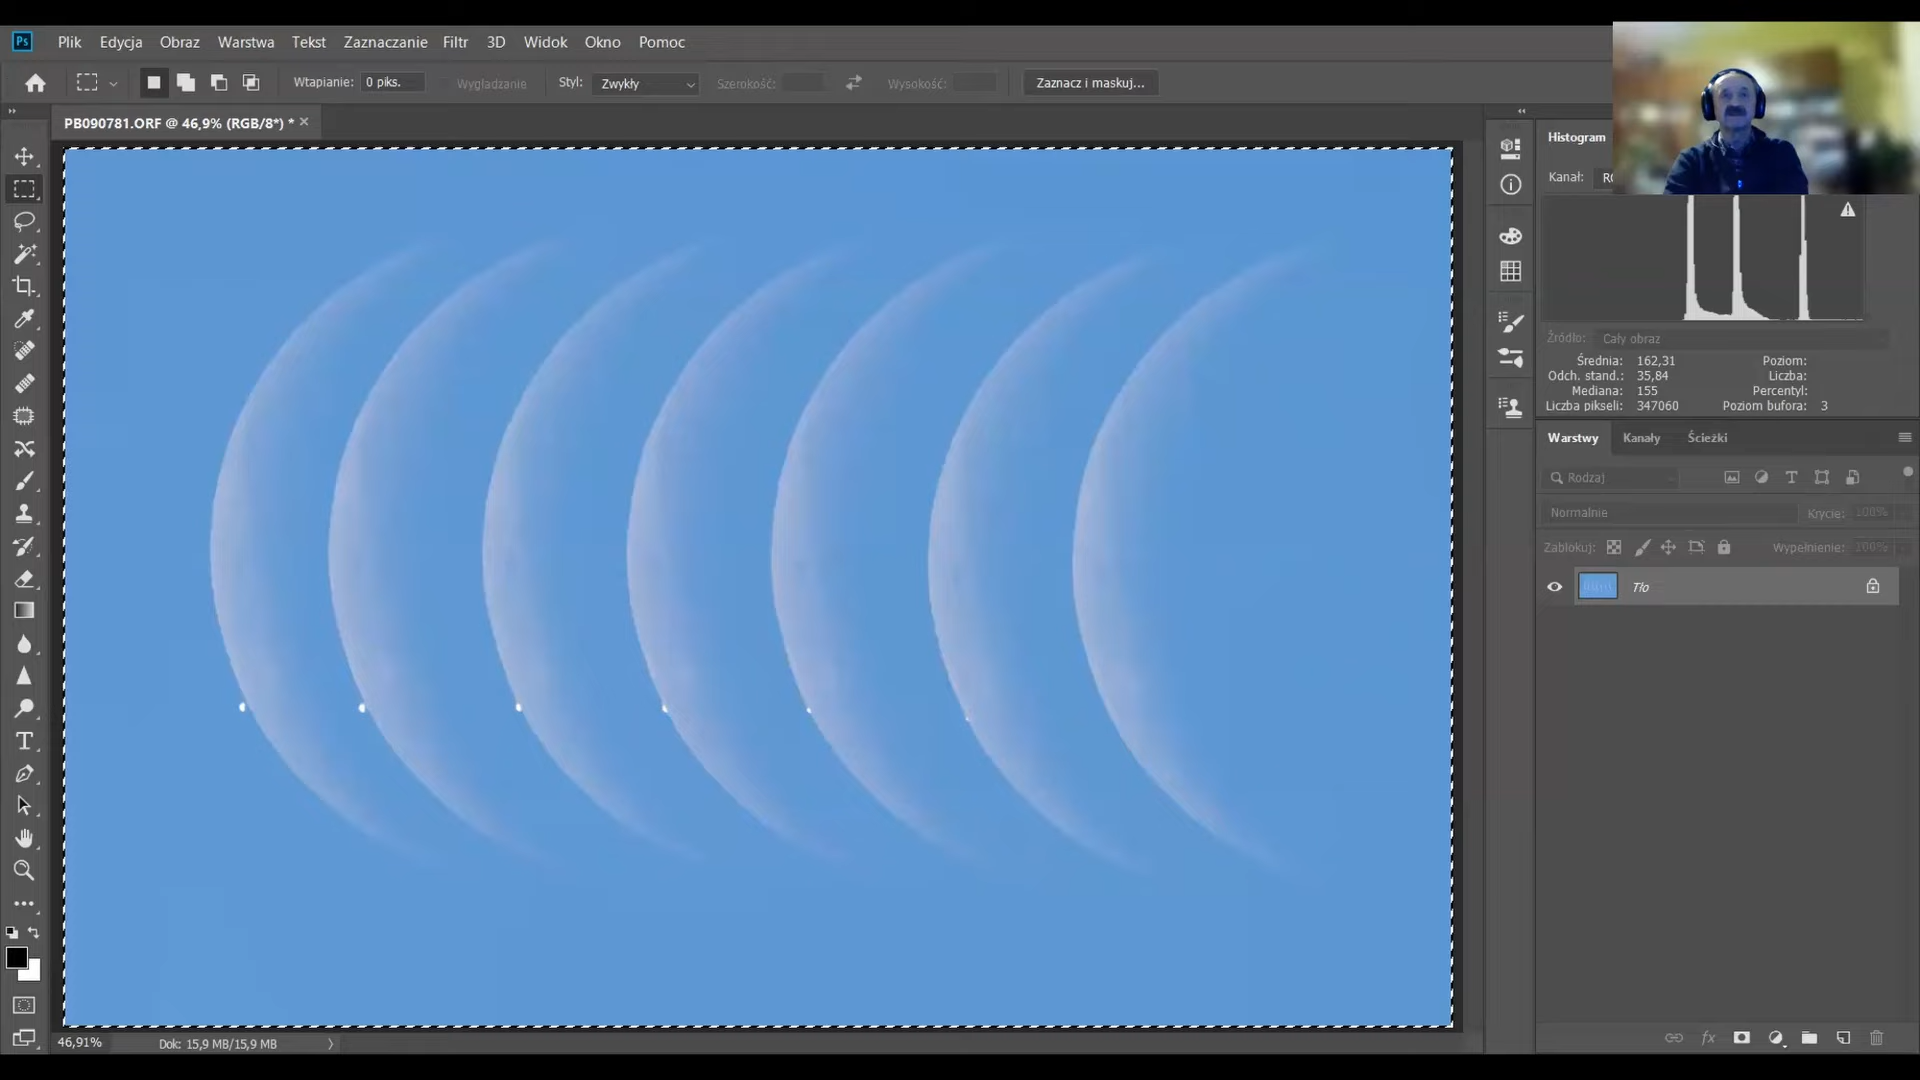 Ps Plik Edycja Obraz Warstwa Tekst Zaznaczanie Filtr 3D Widok Okno Pomoc
Wtapianie: 0 piks. Wygładzanie Styl: Zwykły Szerokość: Wysokość: Zaznacz i maskuj...
PB090781.ORF @ 46,9% (RGB/8*) * ×
Histogram
Kanał:
Źródło: Cały obraz
Średnia: 162,31 Poziom:
Odch. stand.: 35,84 Liczba:
Mediana: 155 Percentyl:
Liczba pikseli: 347060 Poziom bufora: 3
Warstwy Kanały Ścieżki
Rodzaj
Normalnie Krycie: 100%
Zablokuj: Wypełnienie: 100%
Tło
fx
46,91% Dok: 15,9 MB/15,9 MB